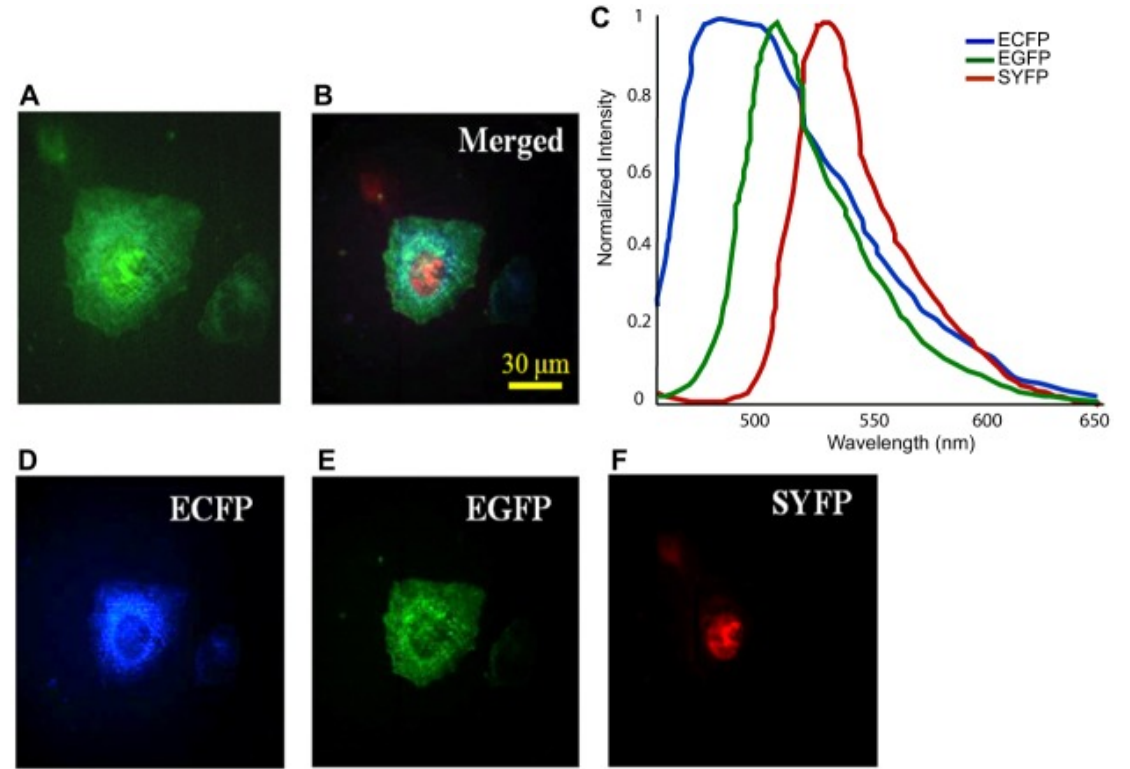 A
B
Merged
30 µm
C
1
0.8
0.6
0.4
0.2
0
Normalized Intensity
500
550
600
650
Wavelength (nm)
ECFP
EGFP
SYFP
D
ECFP
E
EGFP
F
SYFP